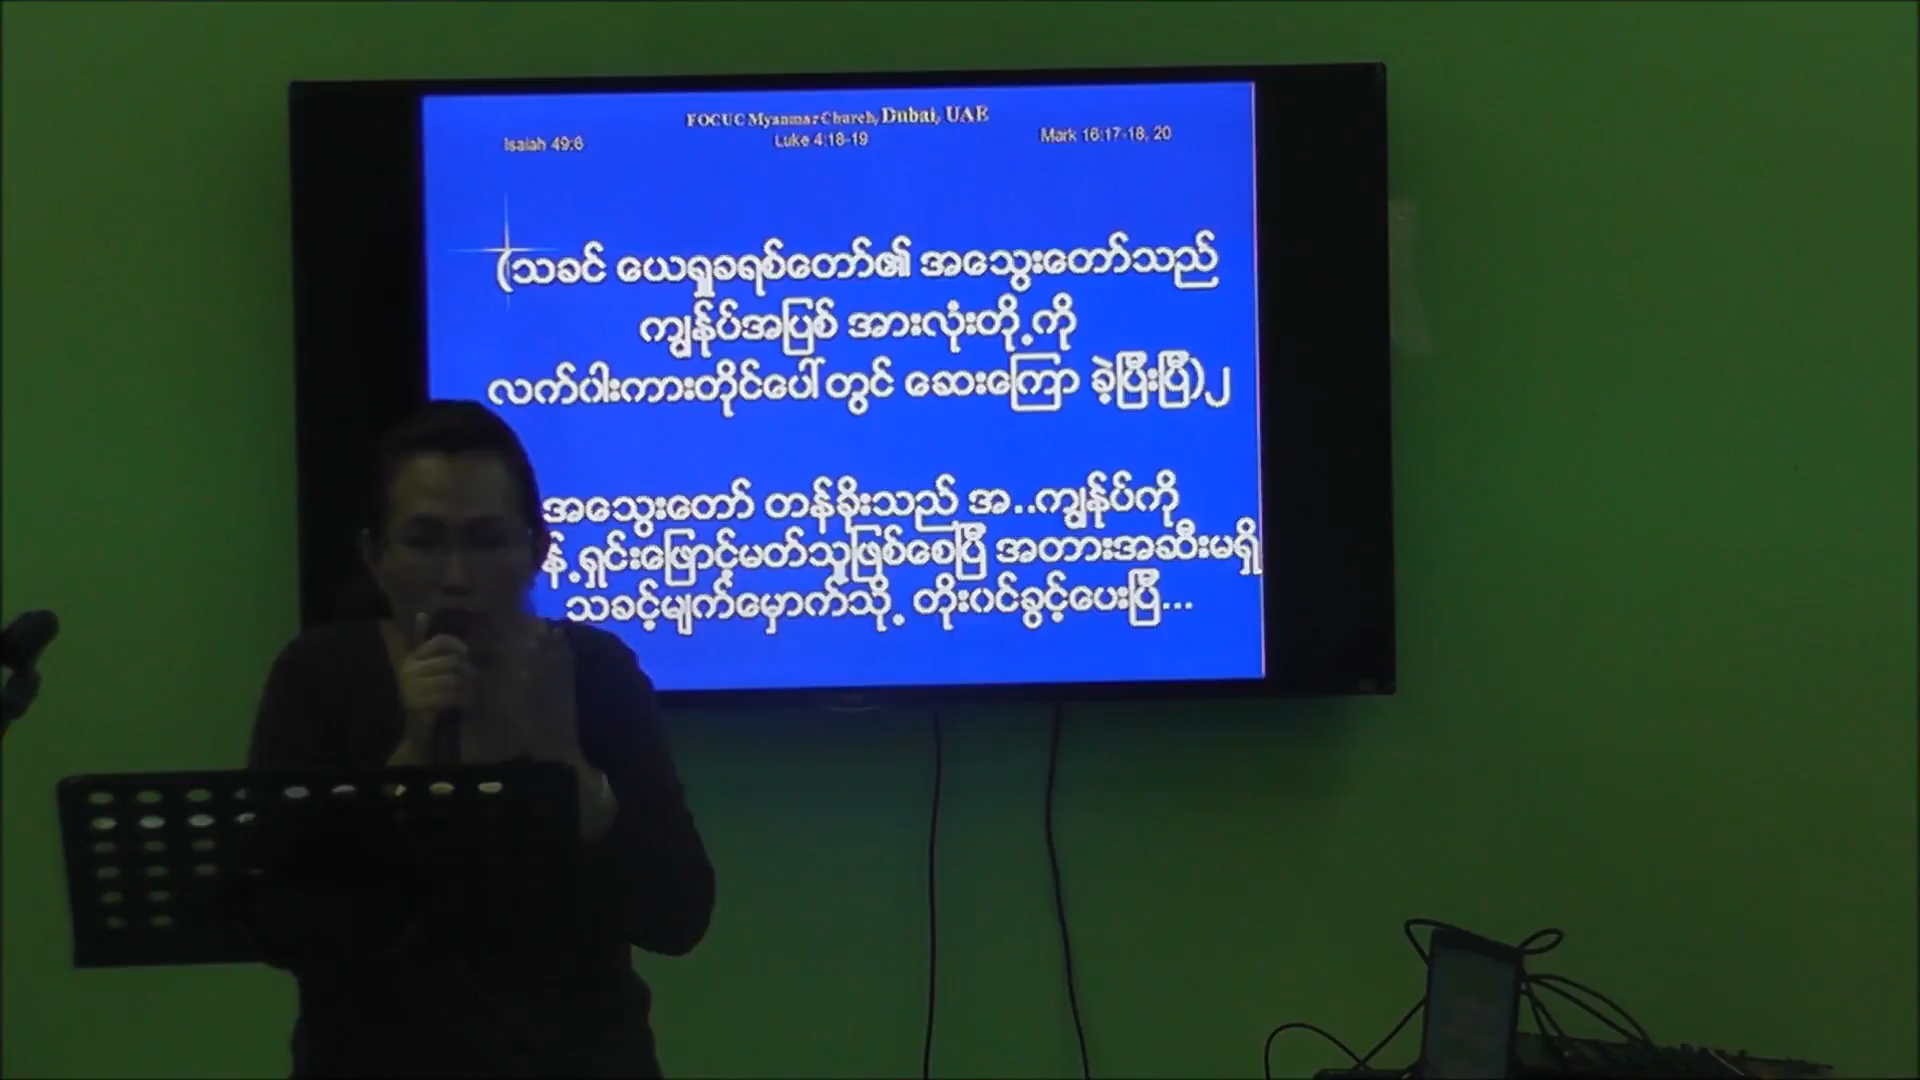 FOCUC Myanmar Church, Dubai, UAE
Isaiah 49:6 Luke 4:18-19 Mark 16:17-18, 20
(သခင် ယေရှုခရစ်တော်၏ အသွေးတော်သည်
ကျွန်ုပ်အပြစ် အားလုံးတို့ကို
လက်ဝါးကားတိုင်ပေါ်တွင် ဆေးကြော ခဲ့ပြီးပြီ)၂
အသွေးတော် တန်ခိုးသည် အ..ကျွန်ုပ်ကို
ရှင်းဖြောင့်မတ်သူဖြစ်စေပြီ အတားအဆီးမရှိ
သခင့်မျက်မှောက်သို့ တိုးဝင်ခွင့်ပေးပြီ...